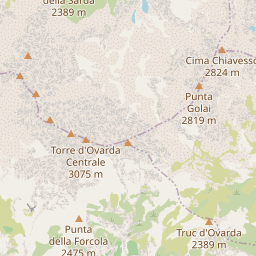 della Sarda
2389 m
Cima Chiavesso
2824 m
Punta
Golai
2819 m
Torre d'Ovarda
Centrale
3075 m
Punta
della Forcola
2475 m
Truc d'Ovarda
2389 m